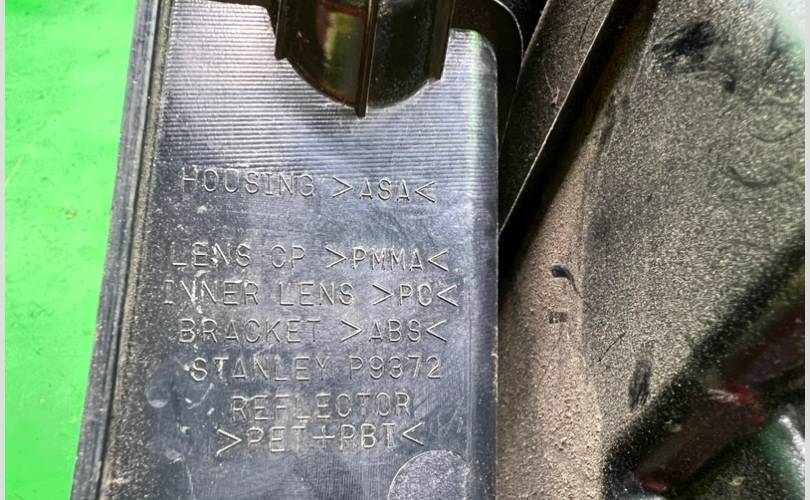 HOUSING >ASA<
LENS CP >PMMA<
INNER LENS >PC<
BRACKET >ABS<
STANLEY P9372
REFLECTOR
>PET+PBT<